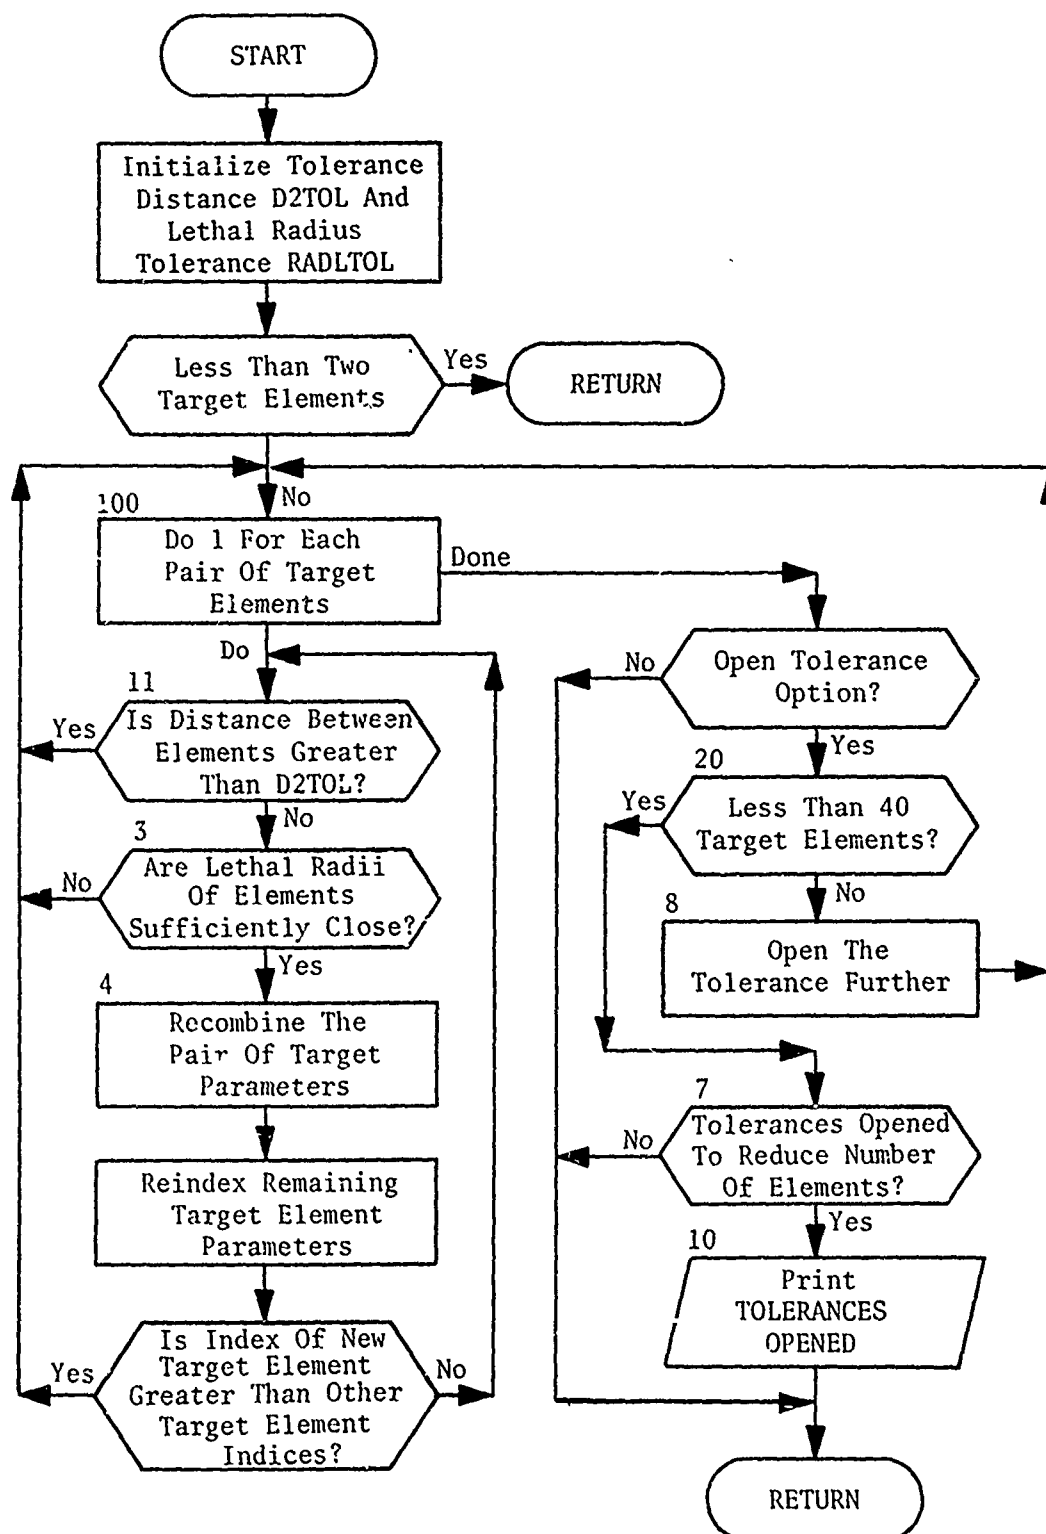 START
Initialize Tolerance
Distance D2TOL And
Lethal Radius
Tolerance RADLTOL
Less Than Two
Target Elements
Yes
RETURN
No
100
Do 1 For Each
Pair Of Target
Elements
Done
Do
11
Is Distance Between
Elements Greater
Than D2TOL?
Yes
No
3
Are Lethal Radii
Of Elements
Sufficiently Close?
No
Yes
4
Recombine The
Pair Of Target
Parameters
Reindex Remaining
Target Element
Parameters
Is Index Of New
Target Element
Greater Than Other
Target Element
Indices?
Yes
No
Open Tolerance
Option?
No
Yes
20
Less Than 40
Target Elements?
Yes
No
8
Open The
Tolerance Further
7
Tolerances Opened
To Reduce Number
Of Elements?
No
Yes
10
Print
TOLERANCES
OPENED
RETURN